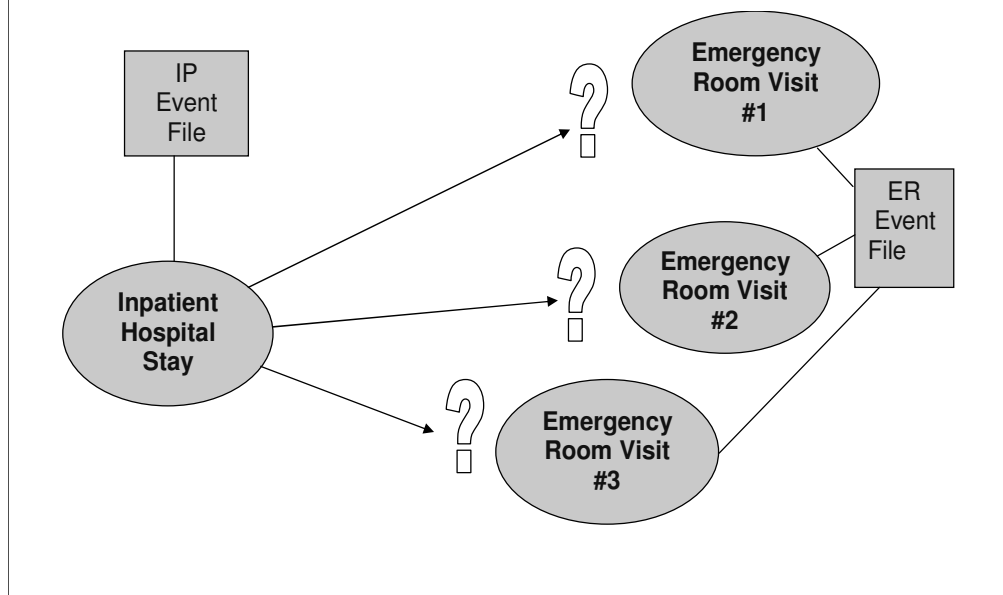 IP
Event
File
Emergency
Room Visit
#1
ER
Event
File
Inpatient
Hospital
Stay
?
Emergency
Room Visit
#2
?
Emergency
Room Visit
#3
?